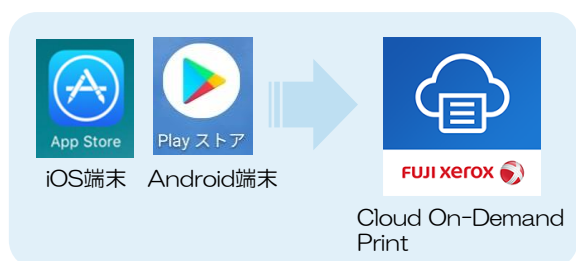 App Store
Play ストア
iOS端末
Android端末
FUJI xerox
Cloud On-Demand
Print